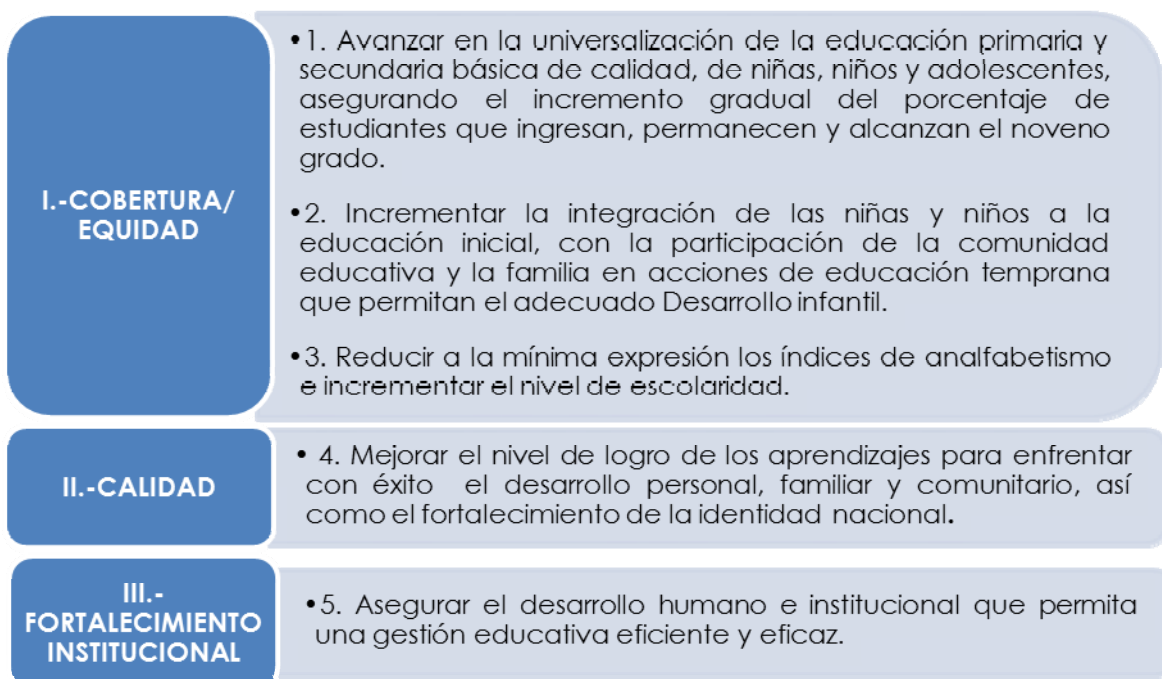 I.-COBERTURA/
EQUIDAD
•1. Avanzar en la universalización de la educación primaria y
secundaria básica de calidad, de niñas, niños y adolescentes,
asegurando el incremento gradual del porcentaje de
estudiantes que ingresan, permanecen y alcanzan el noveno
grado.
•2. Incrementar la integración de las niñas y niños a la
educación inicial, con la participación de la comunidad
educativa y la familia en acciones de educación temprana
que permitan el adecuado Desarrollo infantil.
•3. Reducir a la mínima expresión los índices de analfabetismo
e incrementar el nivel de escolaridad.
II.-CALIDAD
• 4. Mejorar el nivel de logro de los aprendizajes para enfrentar
con éxito el desarrollo personal, familiar y comunitario, así
como el fortalecimiento de la identidad nacional.
III.-
FORTALECIMIENTO
INSTITUCIONAL
•5. Asegurar el desarrollo humano e institucional que permita
una gestión educativa eficiente y eficaz.